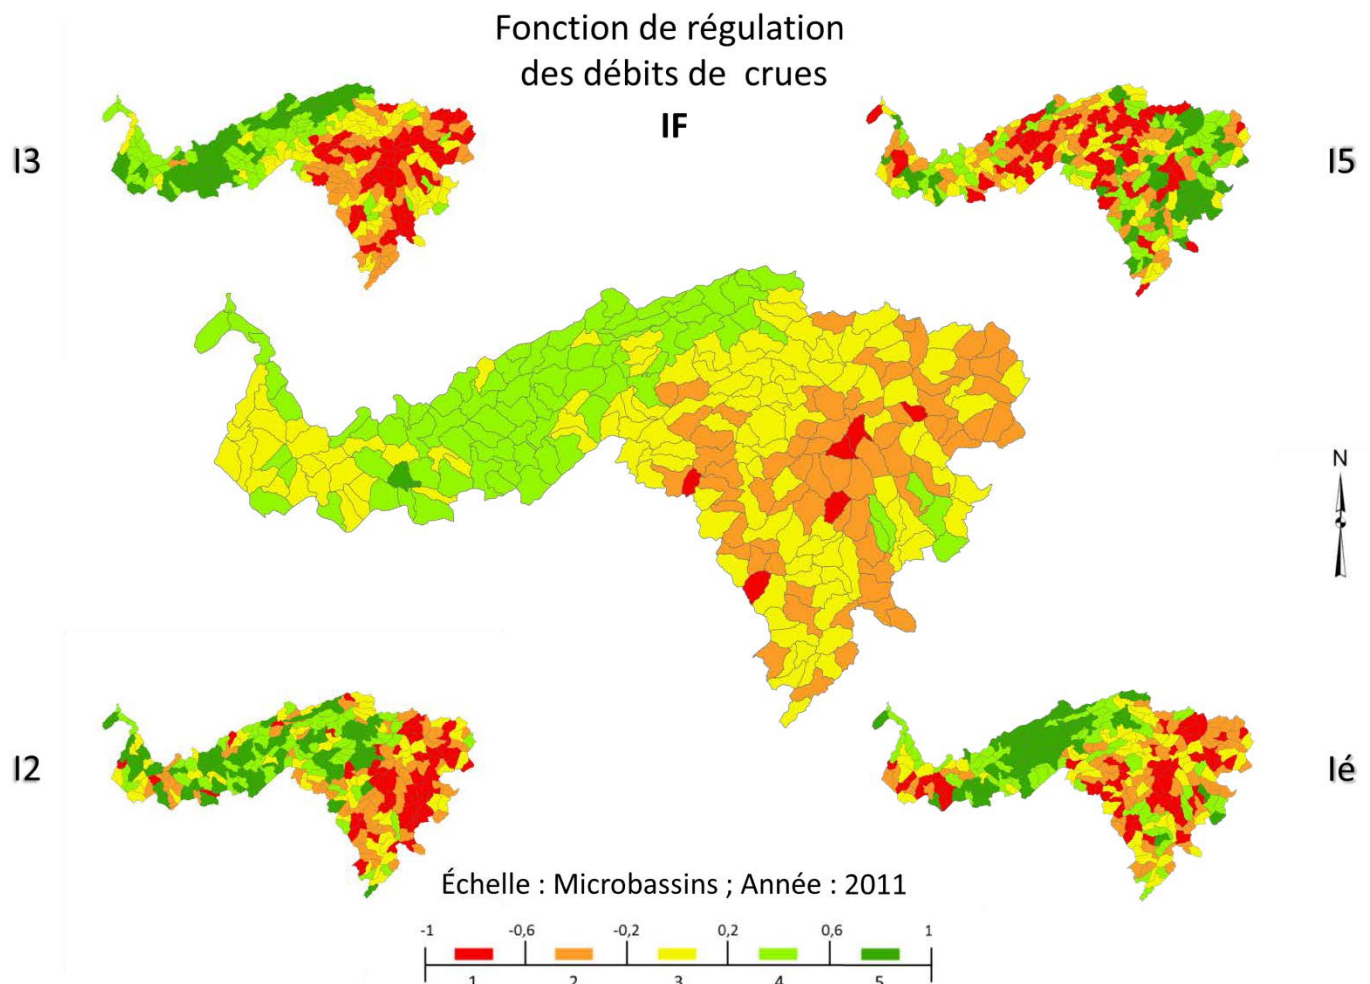 Fonction de régulation
des débits de crues
IF
I3
I5
N
I2
Ié
Échelle : Microbassins ; Année : 2011
-1 -0,6 -0,2 0,2 0,6 1
1 2 3 4 5